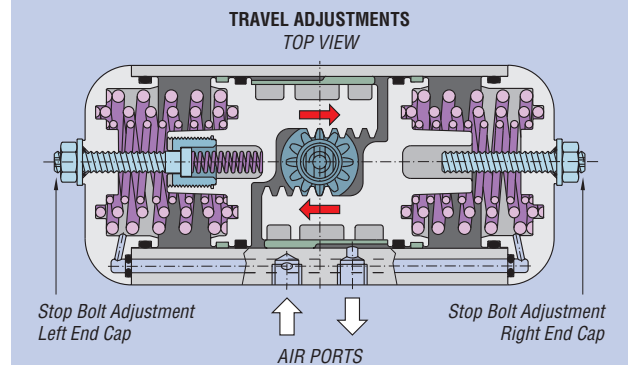 TRAVEL ADJUSTMENTS
TOP VIEW
Stop Bolt Adjustment
Left End Cap
Stop Bolt Adjustment
Right End Cap
AIR PORTS